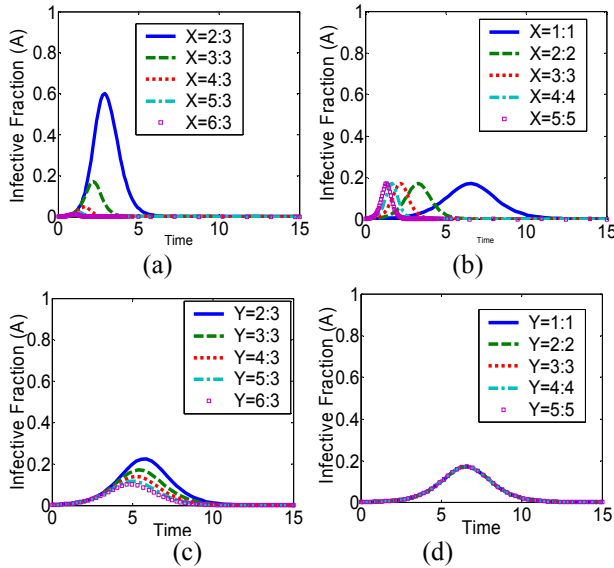 Infective Fraction (A)
1
0.8
0.6
0.4
0.2
0
0 5 10 15
Time
X=2:3
X=3:3
X=4:3
X=5:3
X=6:3
(a)
Infective Fraction (A)
1
0.8
0.6
0.4
0.2
0
0 5 10 15
Time
X=1:1
X=2:2
X=3:3
X=4:4
X=5:5
(b)
Infective Fraction (A)
1
0.8
0.6
0.4
0.2
0
0 5 10 15
Time
Y=2:3
Y=3:3
Y=4:3
Y=5:3
Y=6:3
(c)
Infective Fraction (A)
1
0.8
0.6
0.4
0.2
0
0 5 10 15
Time
Y=1:1
Y=2:2
Y=3:3
Y=4:4
Y=5:5
(d)